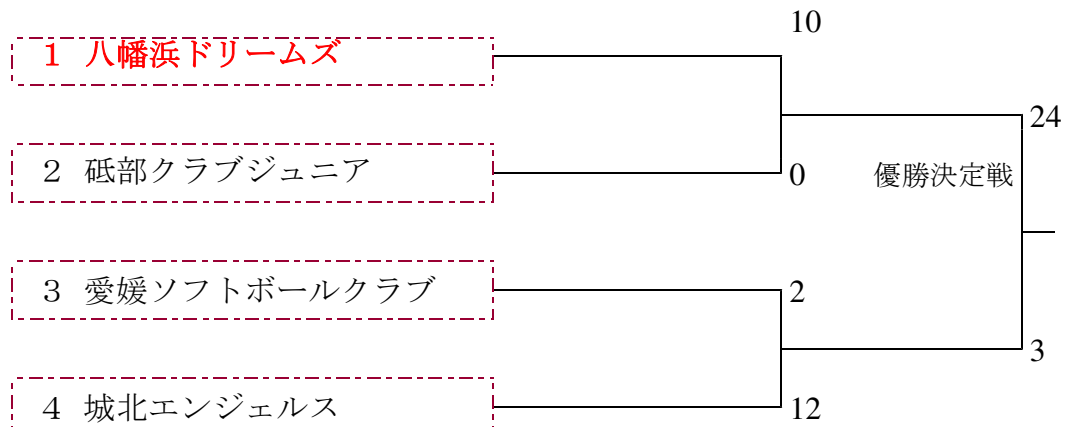 10
１ 八幡浜ドリームズ
24
２ 砥部クラブジュニア
0
優勝決定戦
３ 愛媛ソフトボールクラブ
2
3
４ 城北エンジェルス
12